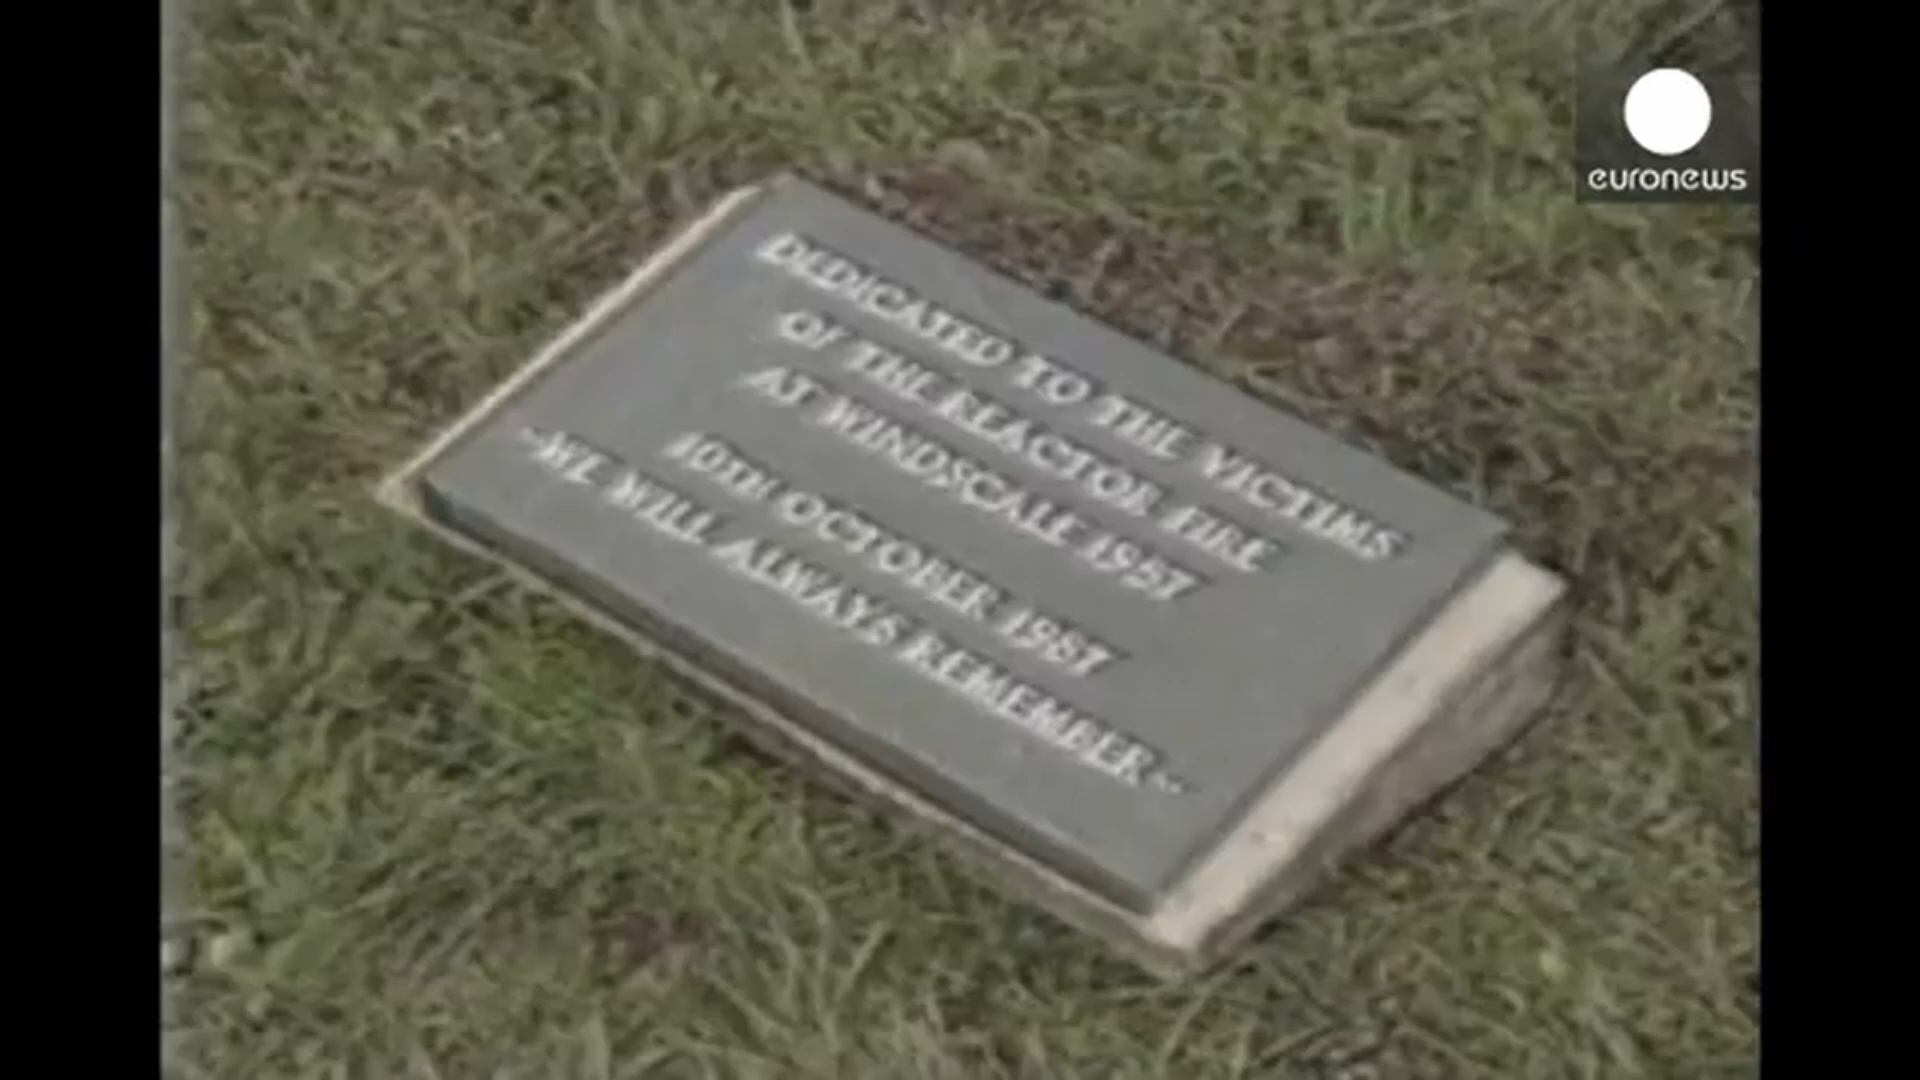 euronews
DEDICATED TO THE VICTIMS
OF THE REACTOR FIRE
AT WINDSCALE 1957
10TH OCTOBER 1987
~WE WILL ALWAYS REMEMBER~